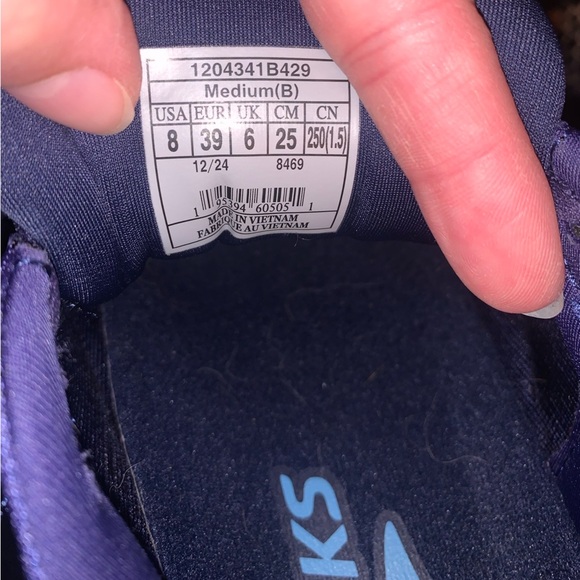 1204341B429
Medium(B)
USA EUR UK CM CN
8 39 6 25 250(1.5)
12/24 8469
1 95394 60505 1
MADE IN VIETNAM
FABRIQUE AU VIETNAM
KS